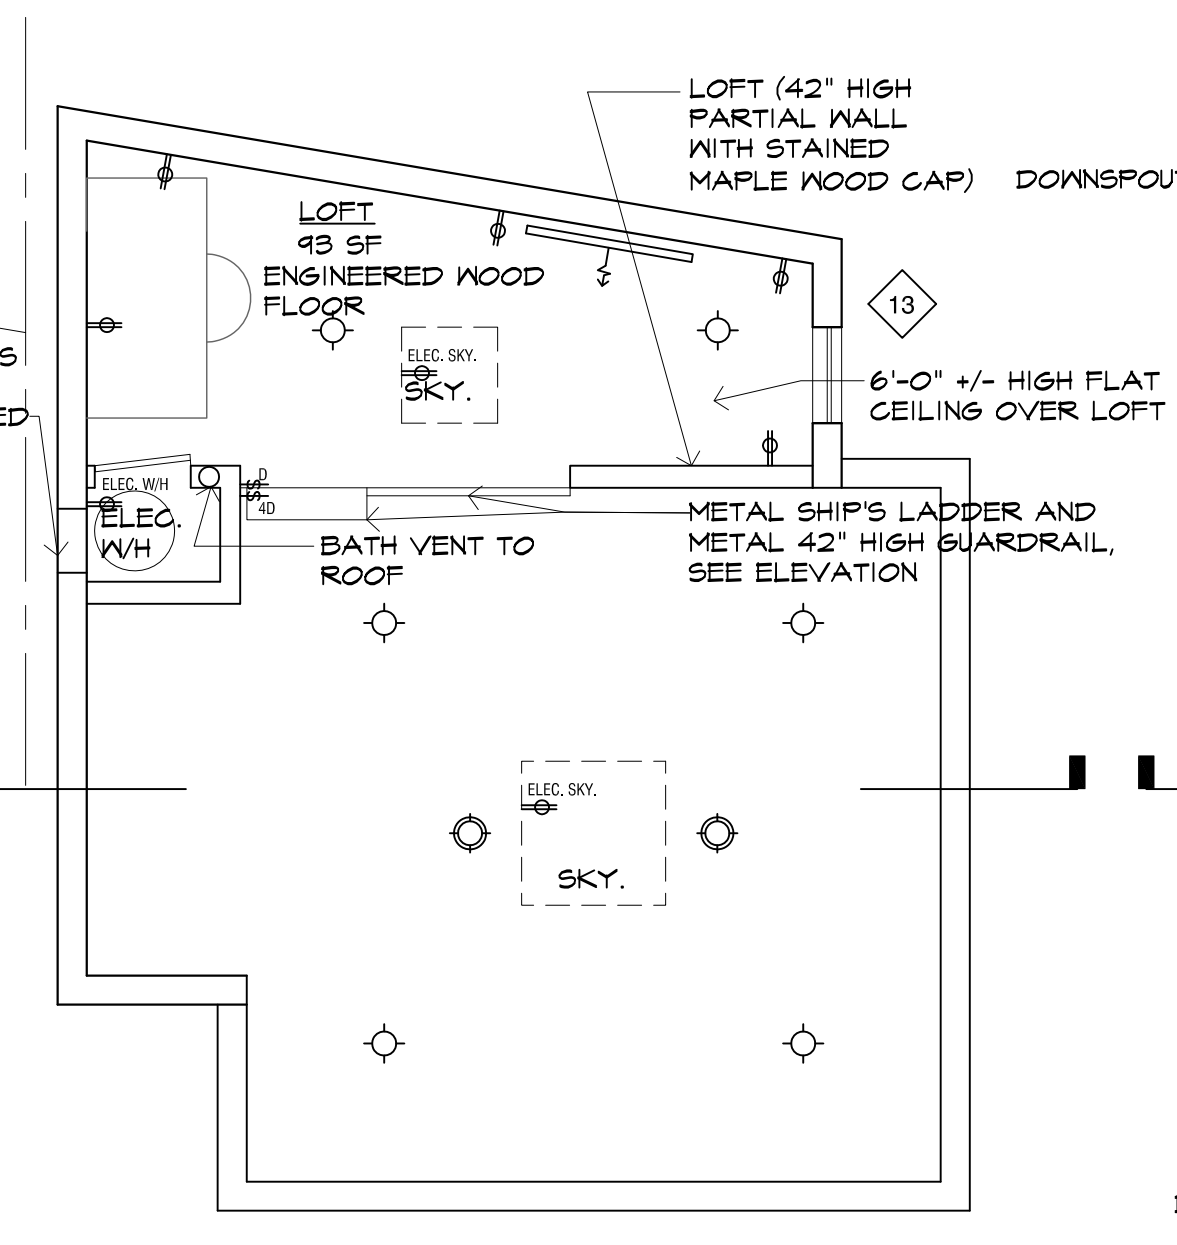 LOFT (42" HIGH
PARTIAL WALL
WITH STAINED
MAPLE WOOD CAP)
DOWNSPOUT
LOFT
93 SF
ENGINEERED WOOD
FLOOR
13
ELEC. SKY.
SKY.
6'-0" +/- HIGH FLAT
CEILING OVER LOFT
S
ED
ELEC. W/H
ELEC.
W/H
D
4D
BATH VENT TO
ROOF
METAL SHIP'S LADDER AND
METAL 42" HIGH GUARDRAIL,
SEE ELEVATION
ELEC. SKY.
SKY.